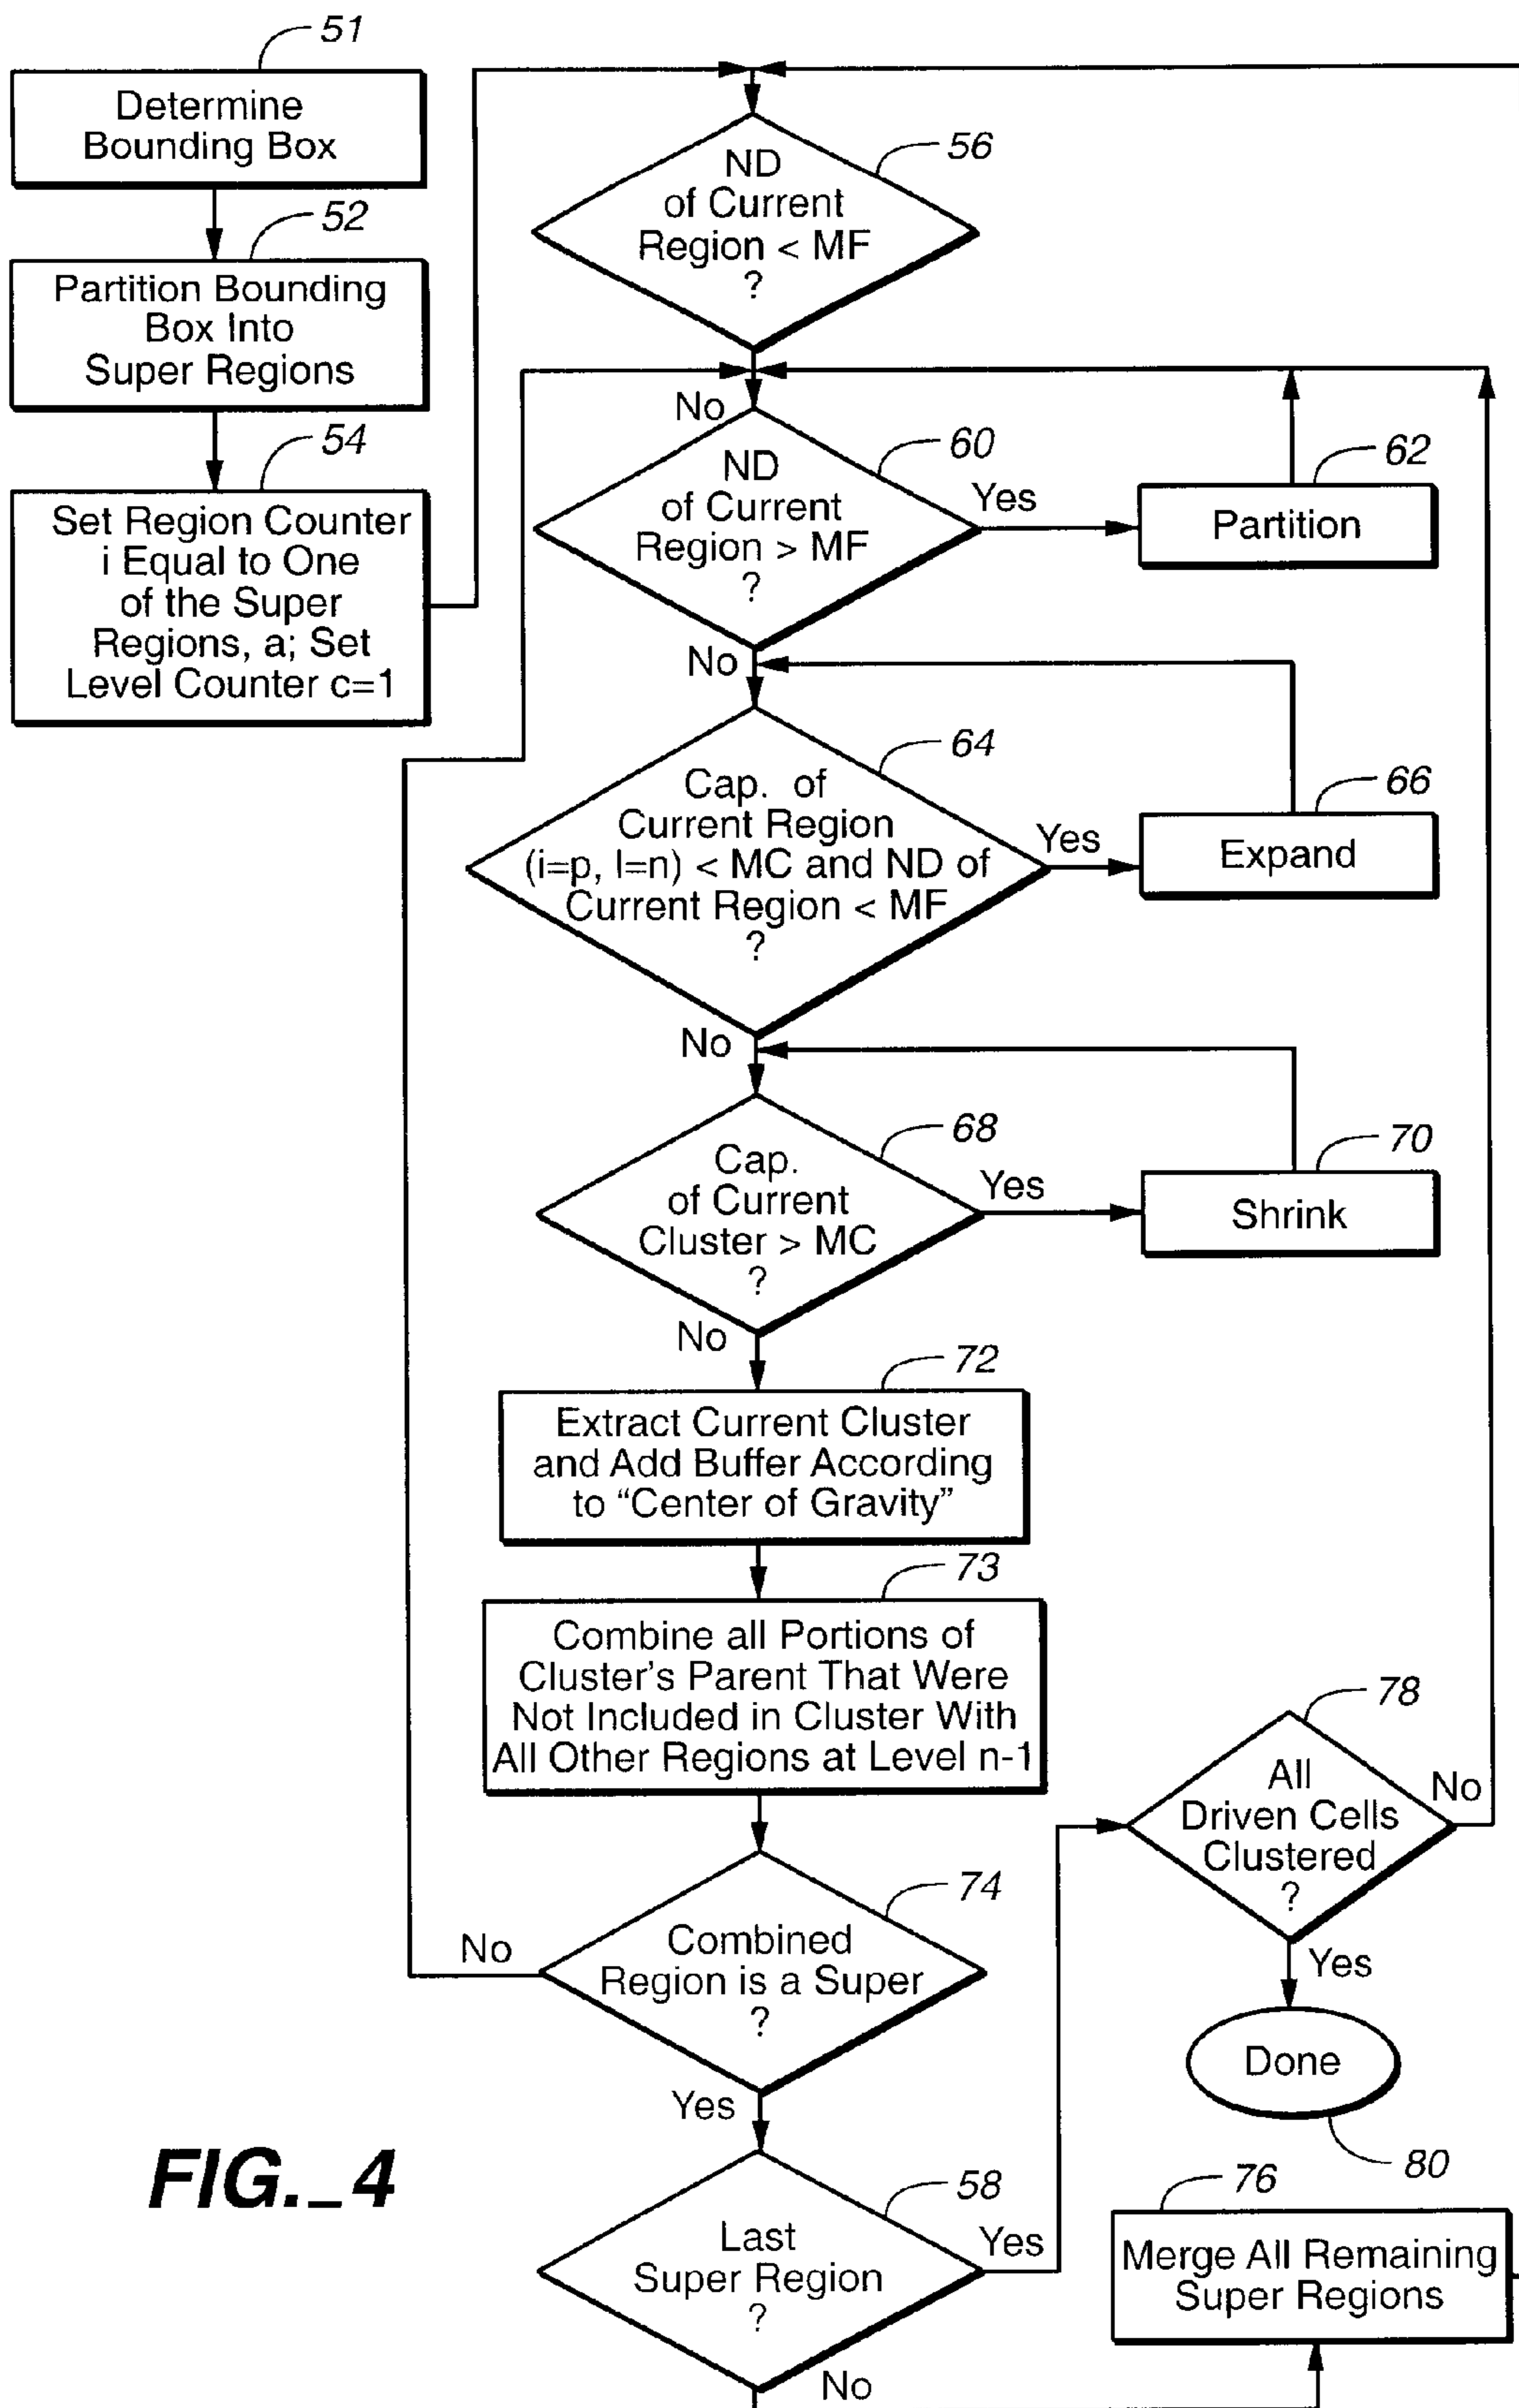 51
Determine
Bounding Box
52
Partition Bounding
Box Into
Super Regions
54
Set Region Counter
i Equal to One
of the Super
Regions, a; Set
Level Counter c=1
56
ND
of Current
Region < MF
?
No
60
ND
of Current
Region > MF
?
Yes
62
Partition
No
64
Cap. of
Current Region
(i=p, l=n) < MC and ND of
Current Region < MF
?
Yes
66
Expand
No
68
Cap.
of Current
Cluster > MC
?
Yes
70
Shrink
No
72
Extract Current Cluster
and Add Buffer According
to “Center of Gravity”
73
Combine all Portions of
Cluster's Parent That Were
Not Included in Cluster With
All Other Regions at Level n-1
74
Combined
Region is a Super
?
No
Yes
58
Last
Super Region
?
Yes
No
78
All
Driven Cells
Clustered
?
No
Yes
Done
80
76
Merge All Remaining
Super Regions
FIG._4